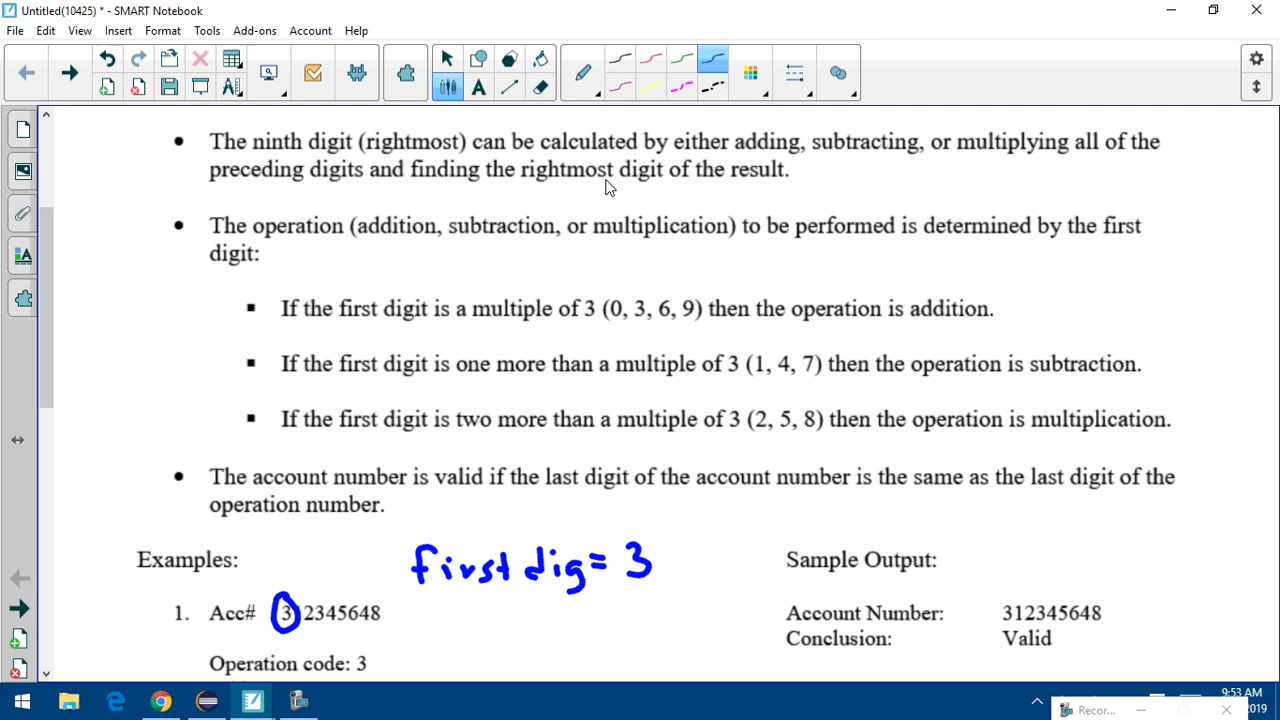 Untitled(10425) * - SMART Notebook
File Edit View Insert Format Tools Add-ons Account Help
• The ninth digit (rightmost) can be calculated by either adding, subtracting, or multiplying all of the
preceding digits and finding the rightmost digit of the result.
• The operation (addition, subtraction, or multiplication) to be performed is determined by the first
digit:
▪ If the first digit is a multiple of 3 (0, 3, 6, 9) then the operation is addition.
▪ If the first digit is one more than a multiple of 3 (1, 4, 7) then the operation is subtraction.
▪ If the first digit is two more than a multiple of 3 (2, 5, 8) then the operation is multiplication.
• The account number is valid if the last digit of the account number is the same as the last digit of the
operation number.
Examples: first dig = 3 Sample Output:
1. Acc# 312345648 Account Number: 312345648
Conclusion: Valid
Operation code: 3
9:53 AM
2019
Recor...